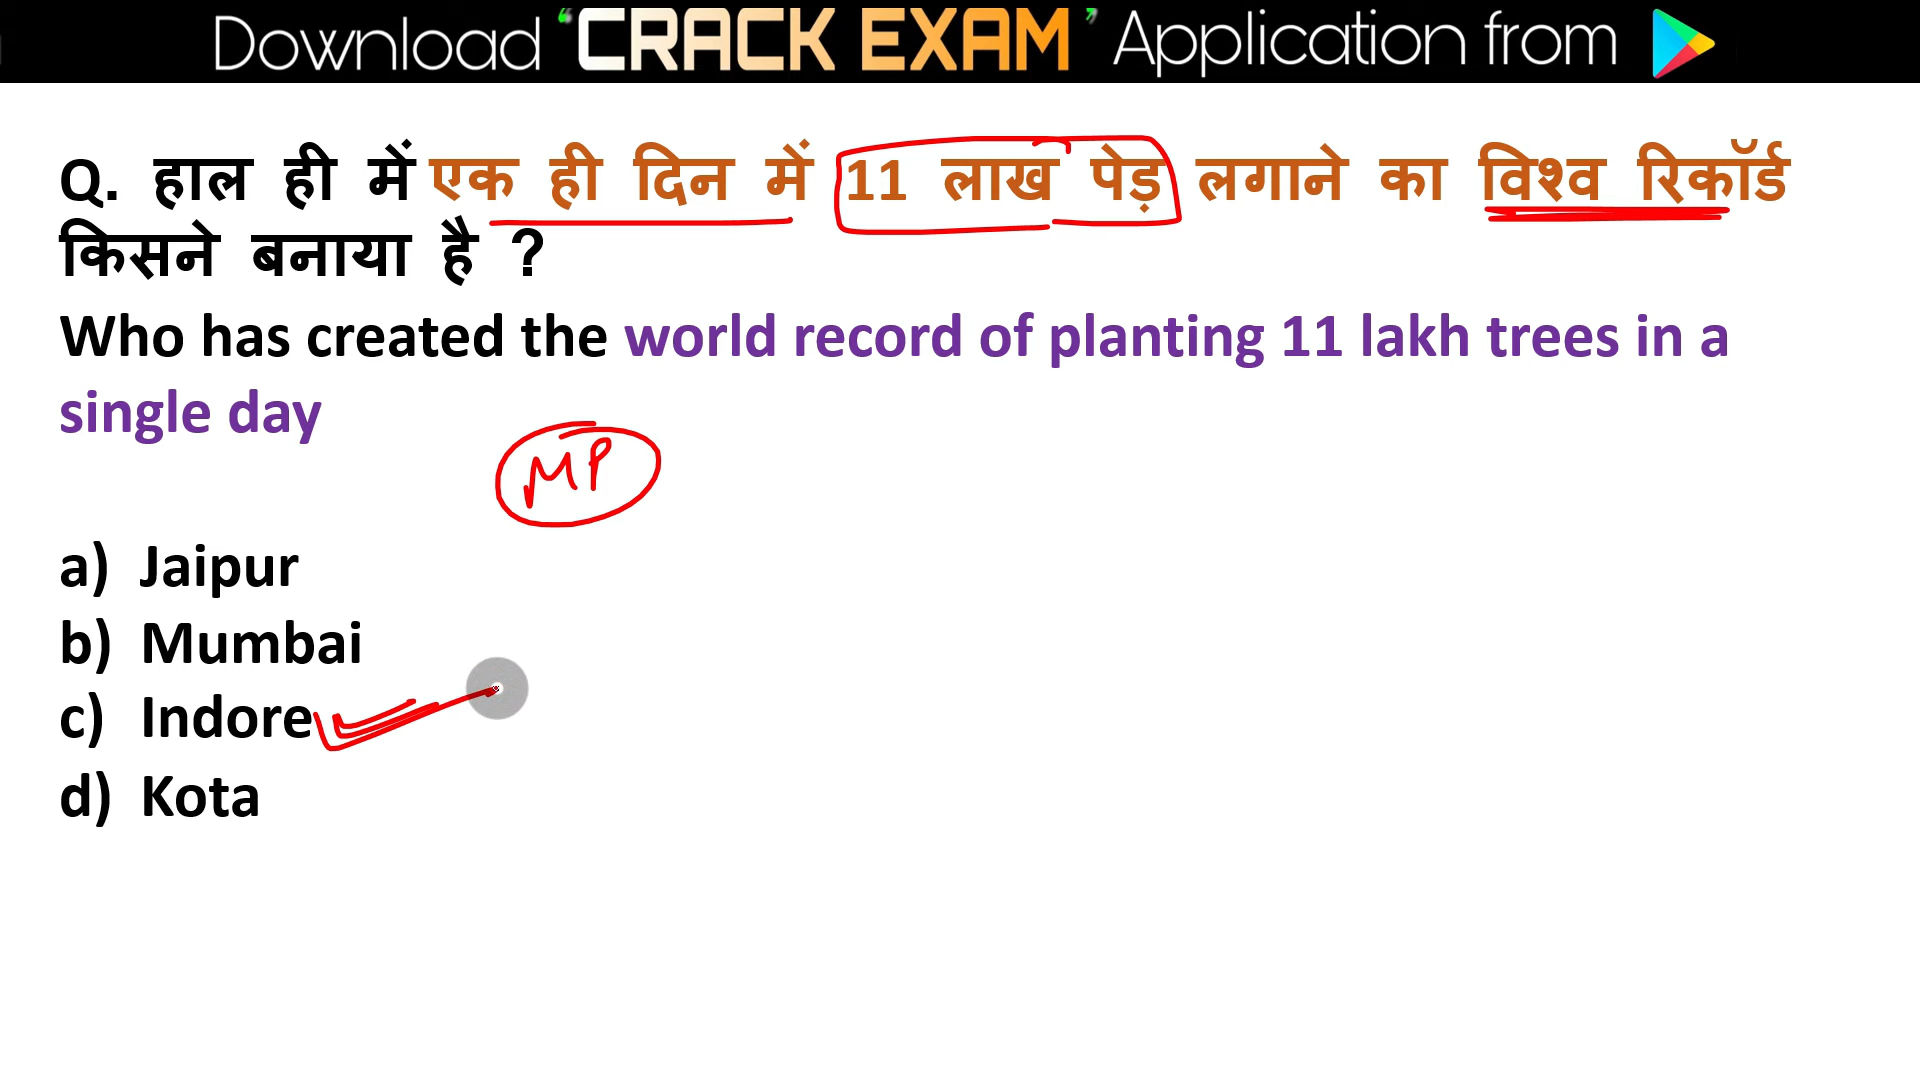 Download ‘CRACK EXAM’ Application from
Q. हाल ही में एक ही दिन में 11 लाख पेड़ लगाने का विश्व रिकॉर्ड
किसने बनाया है ?
Who has created the world record of planting 11 lakh trees in a
single day
MP
a) Jaipur
b) Mumbai
c) Indore
d) Kota